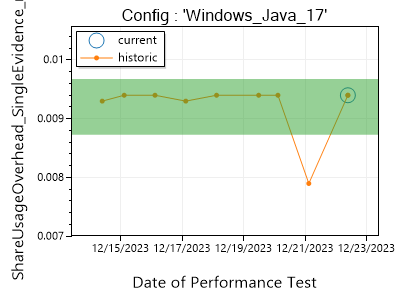 Config : 'Windows_Java_17'
ShareUsageOverhead_SingleEvidence_
current
historic
0.01
0.009
0.008
0.007
12/15/2023
12/17/2023
12/19/2023
12/21/2023
12/23/2023
Date of Performance Test